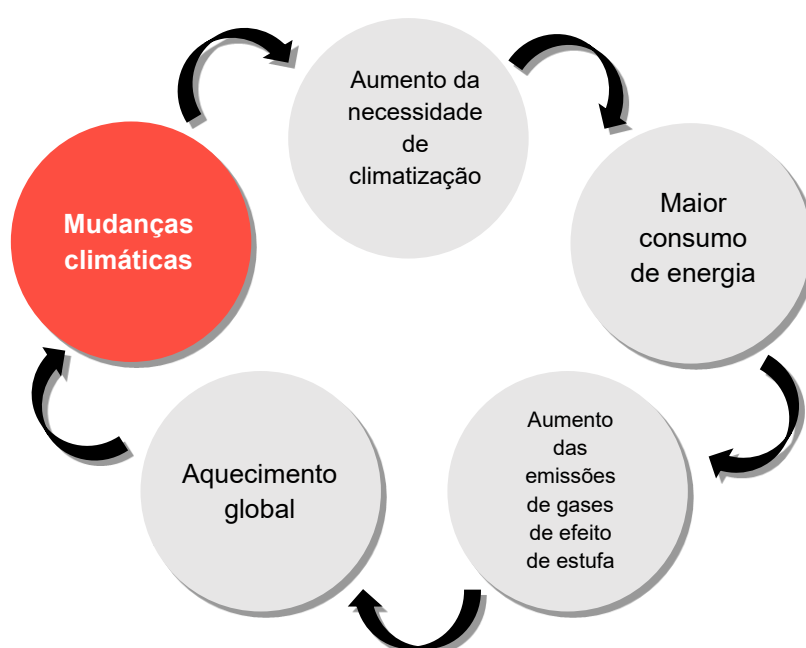 Mudanças
climáticas
Aumento da
necessidade
de
climatização
Maior
consumo
de energia
Aumento
das
emissões
de gases
de efeito
de estufa
Aquecimento
global